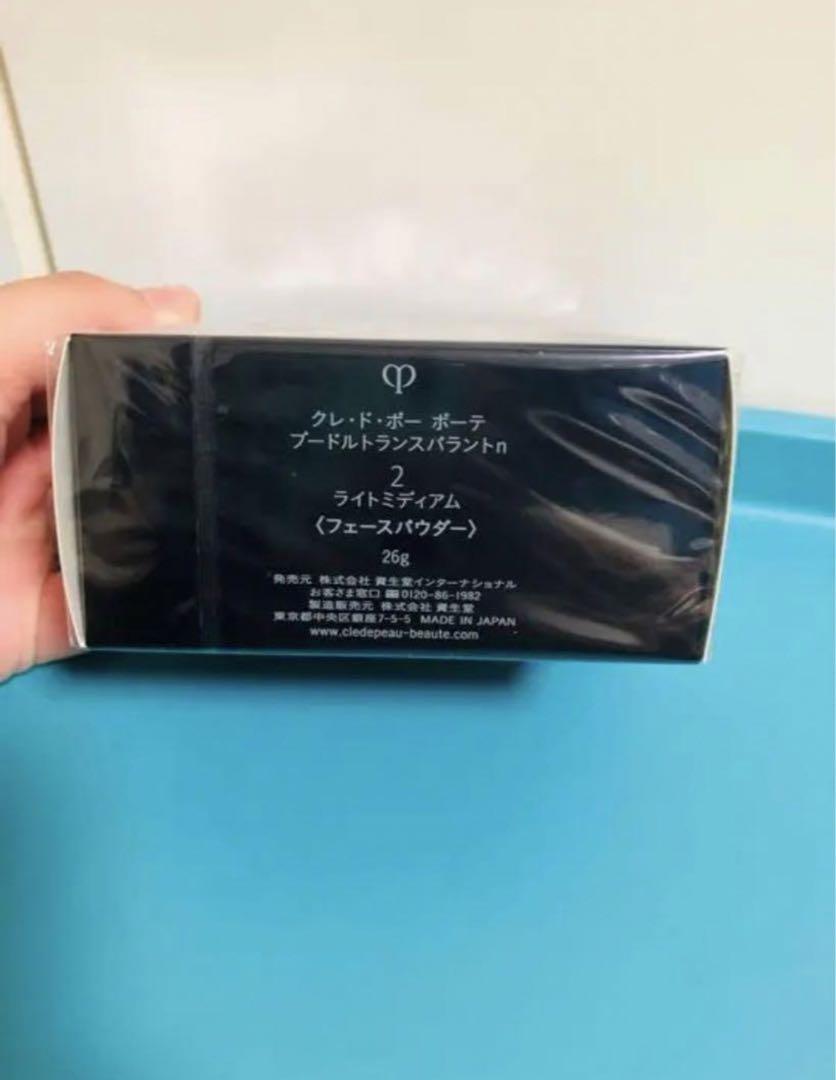 クレ・ド・ポー ボーテ
プードルトランスパラントn
2
ライトミディアム
〈フェースパウダー〉
26g
発売元 株式会社 資生堂インターナショナル
お客さま窓口 0120-86-1982
製造販売元 株式会社 資生堂
東京都中央区銀座7-5-5 MADE IN JAPAN
www.cledepeau-beaute.com